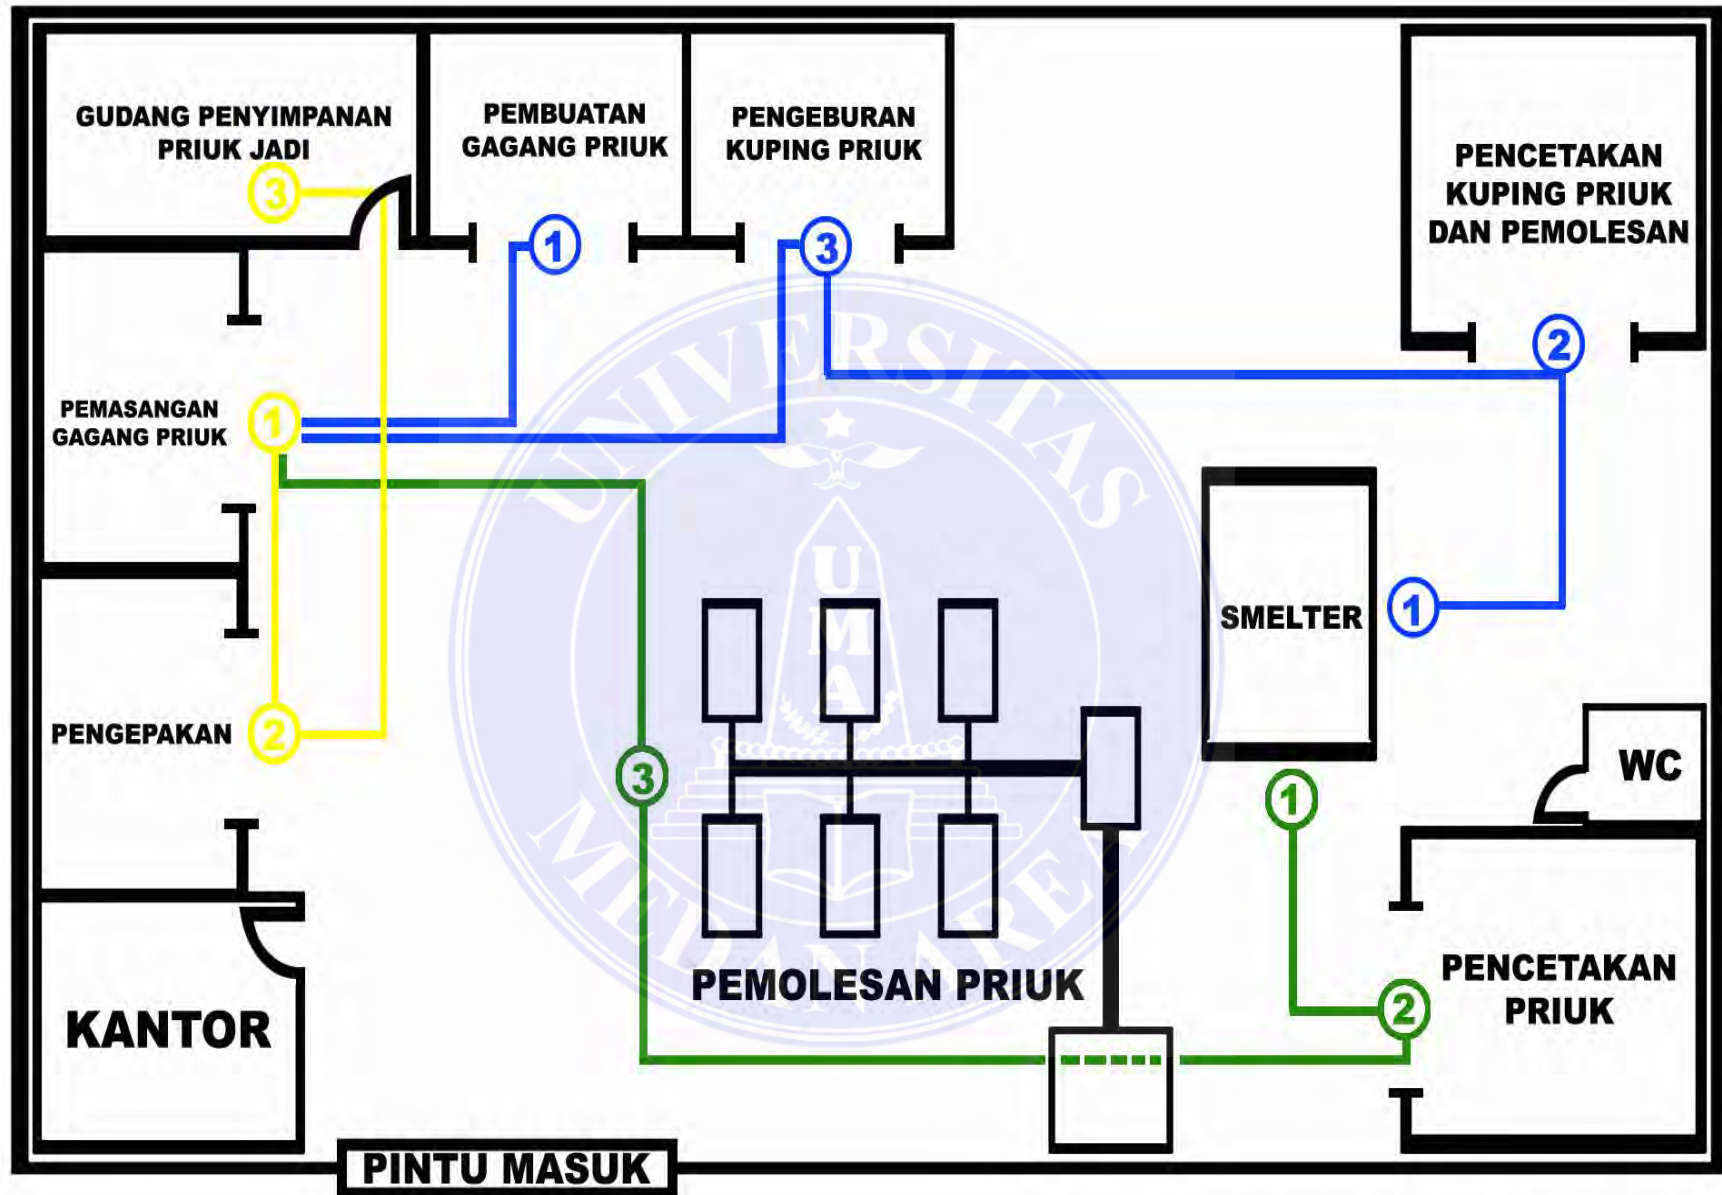 GUDANG PENYIMPANAN
PRIUK JADI
3
PEMBUATAN
GAGANG PRIUK
1
PENGEBURAN
KUPING PRIUK
3
PENCETAKAN
KUPING PRIUK
DAN PEMOLESAN
2
PEMASANGAN
GAGANG PRIUK
1
SMELTER
1
1
PENGEPAKAN
2
3
WC
PEMOLESAN PRIUK
PENCETAKAN
PRIUK
2
KANTOR
PINTU MASUK
UNIVERSITAS
UMA
MEDAN AREA